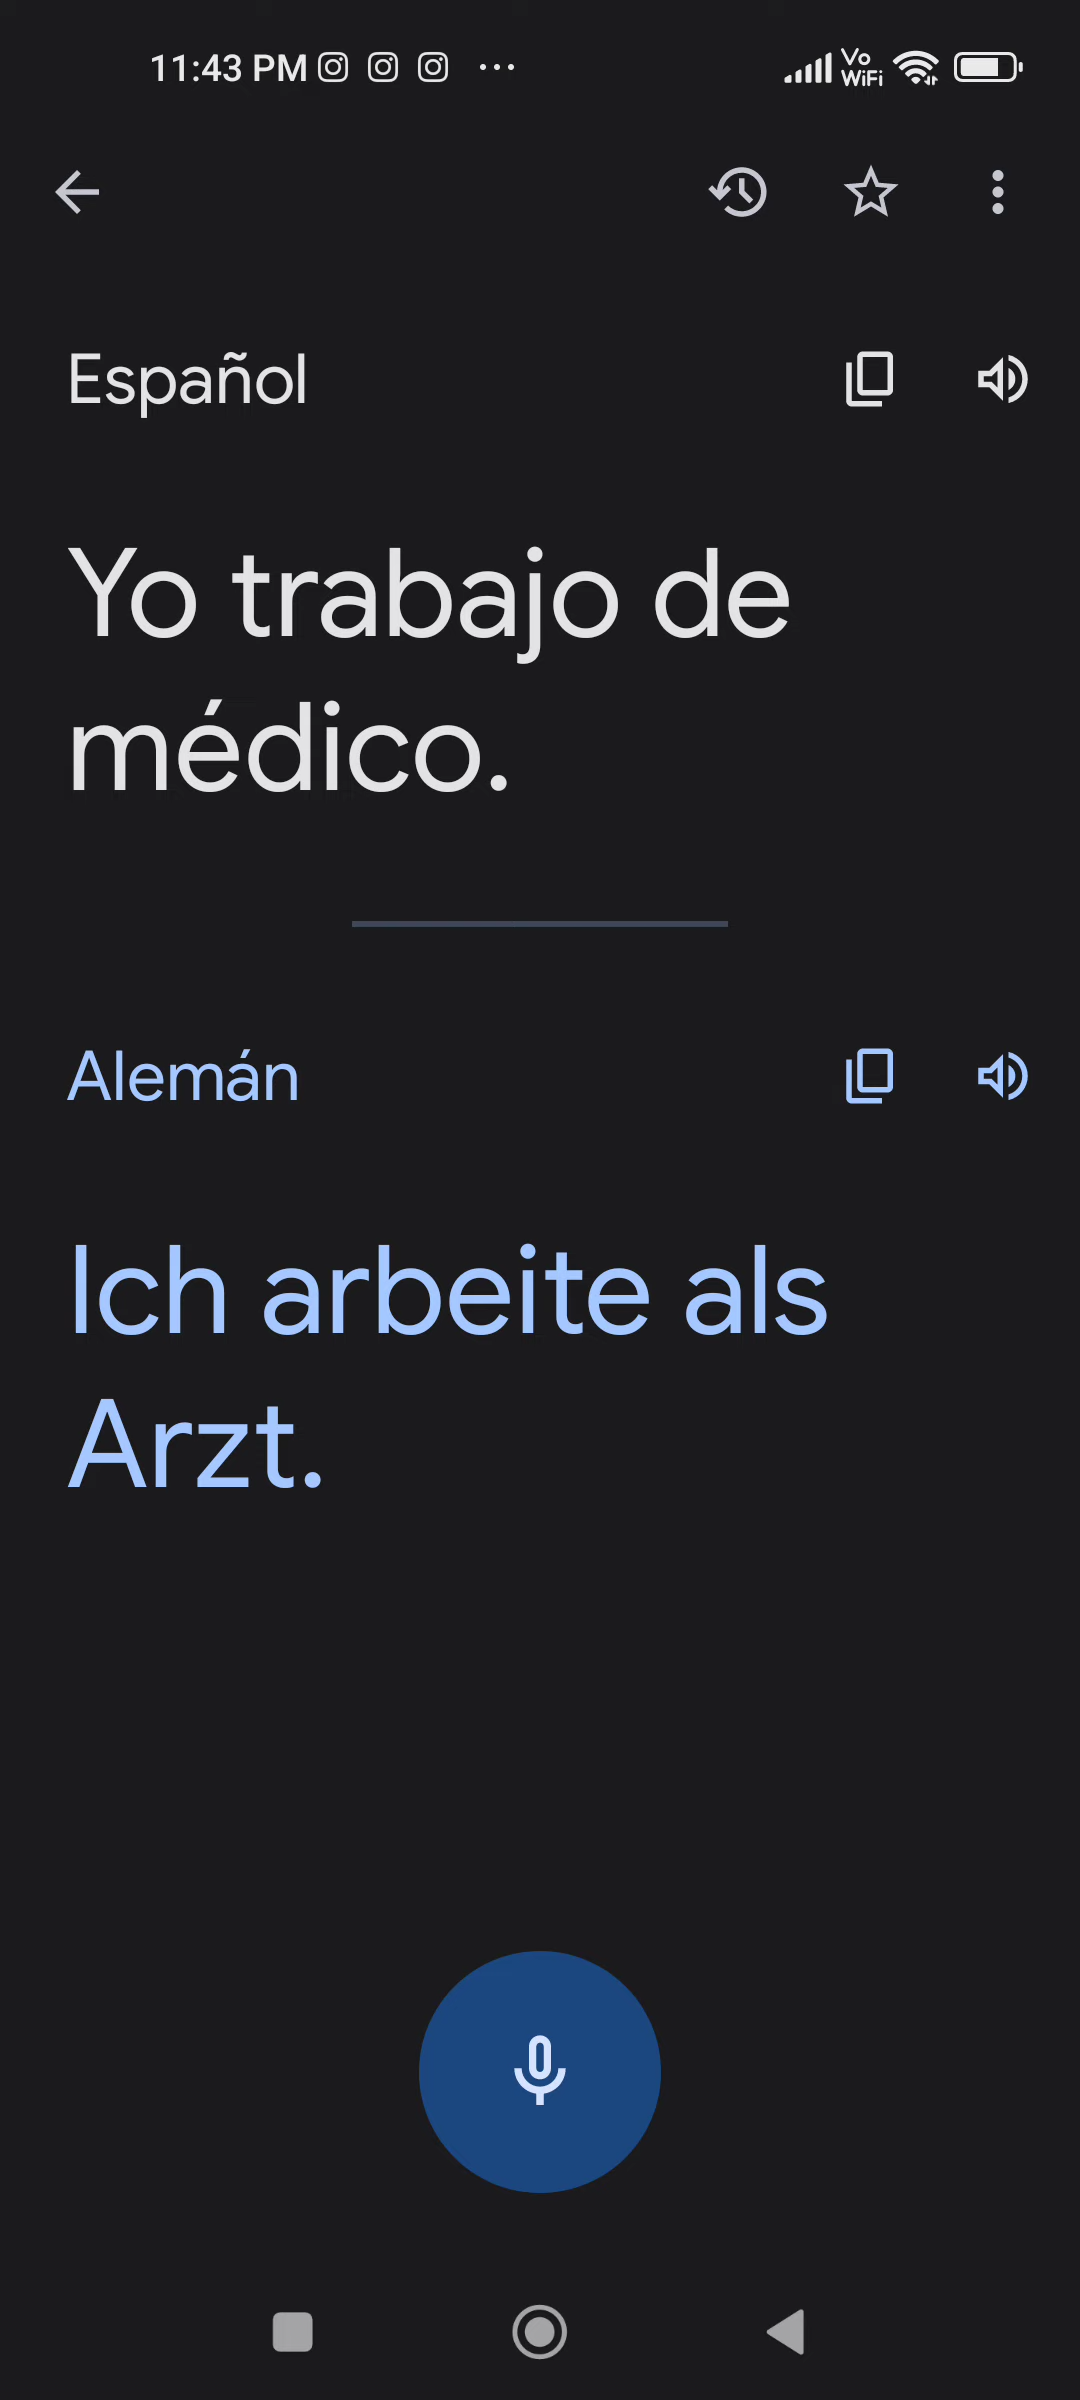 11:43 PM
Vo
WiFi
Español
Yo trabajo de
médico.
Alemán
Ich arbeite als
Arzt.